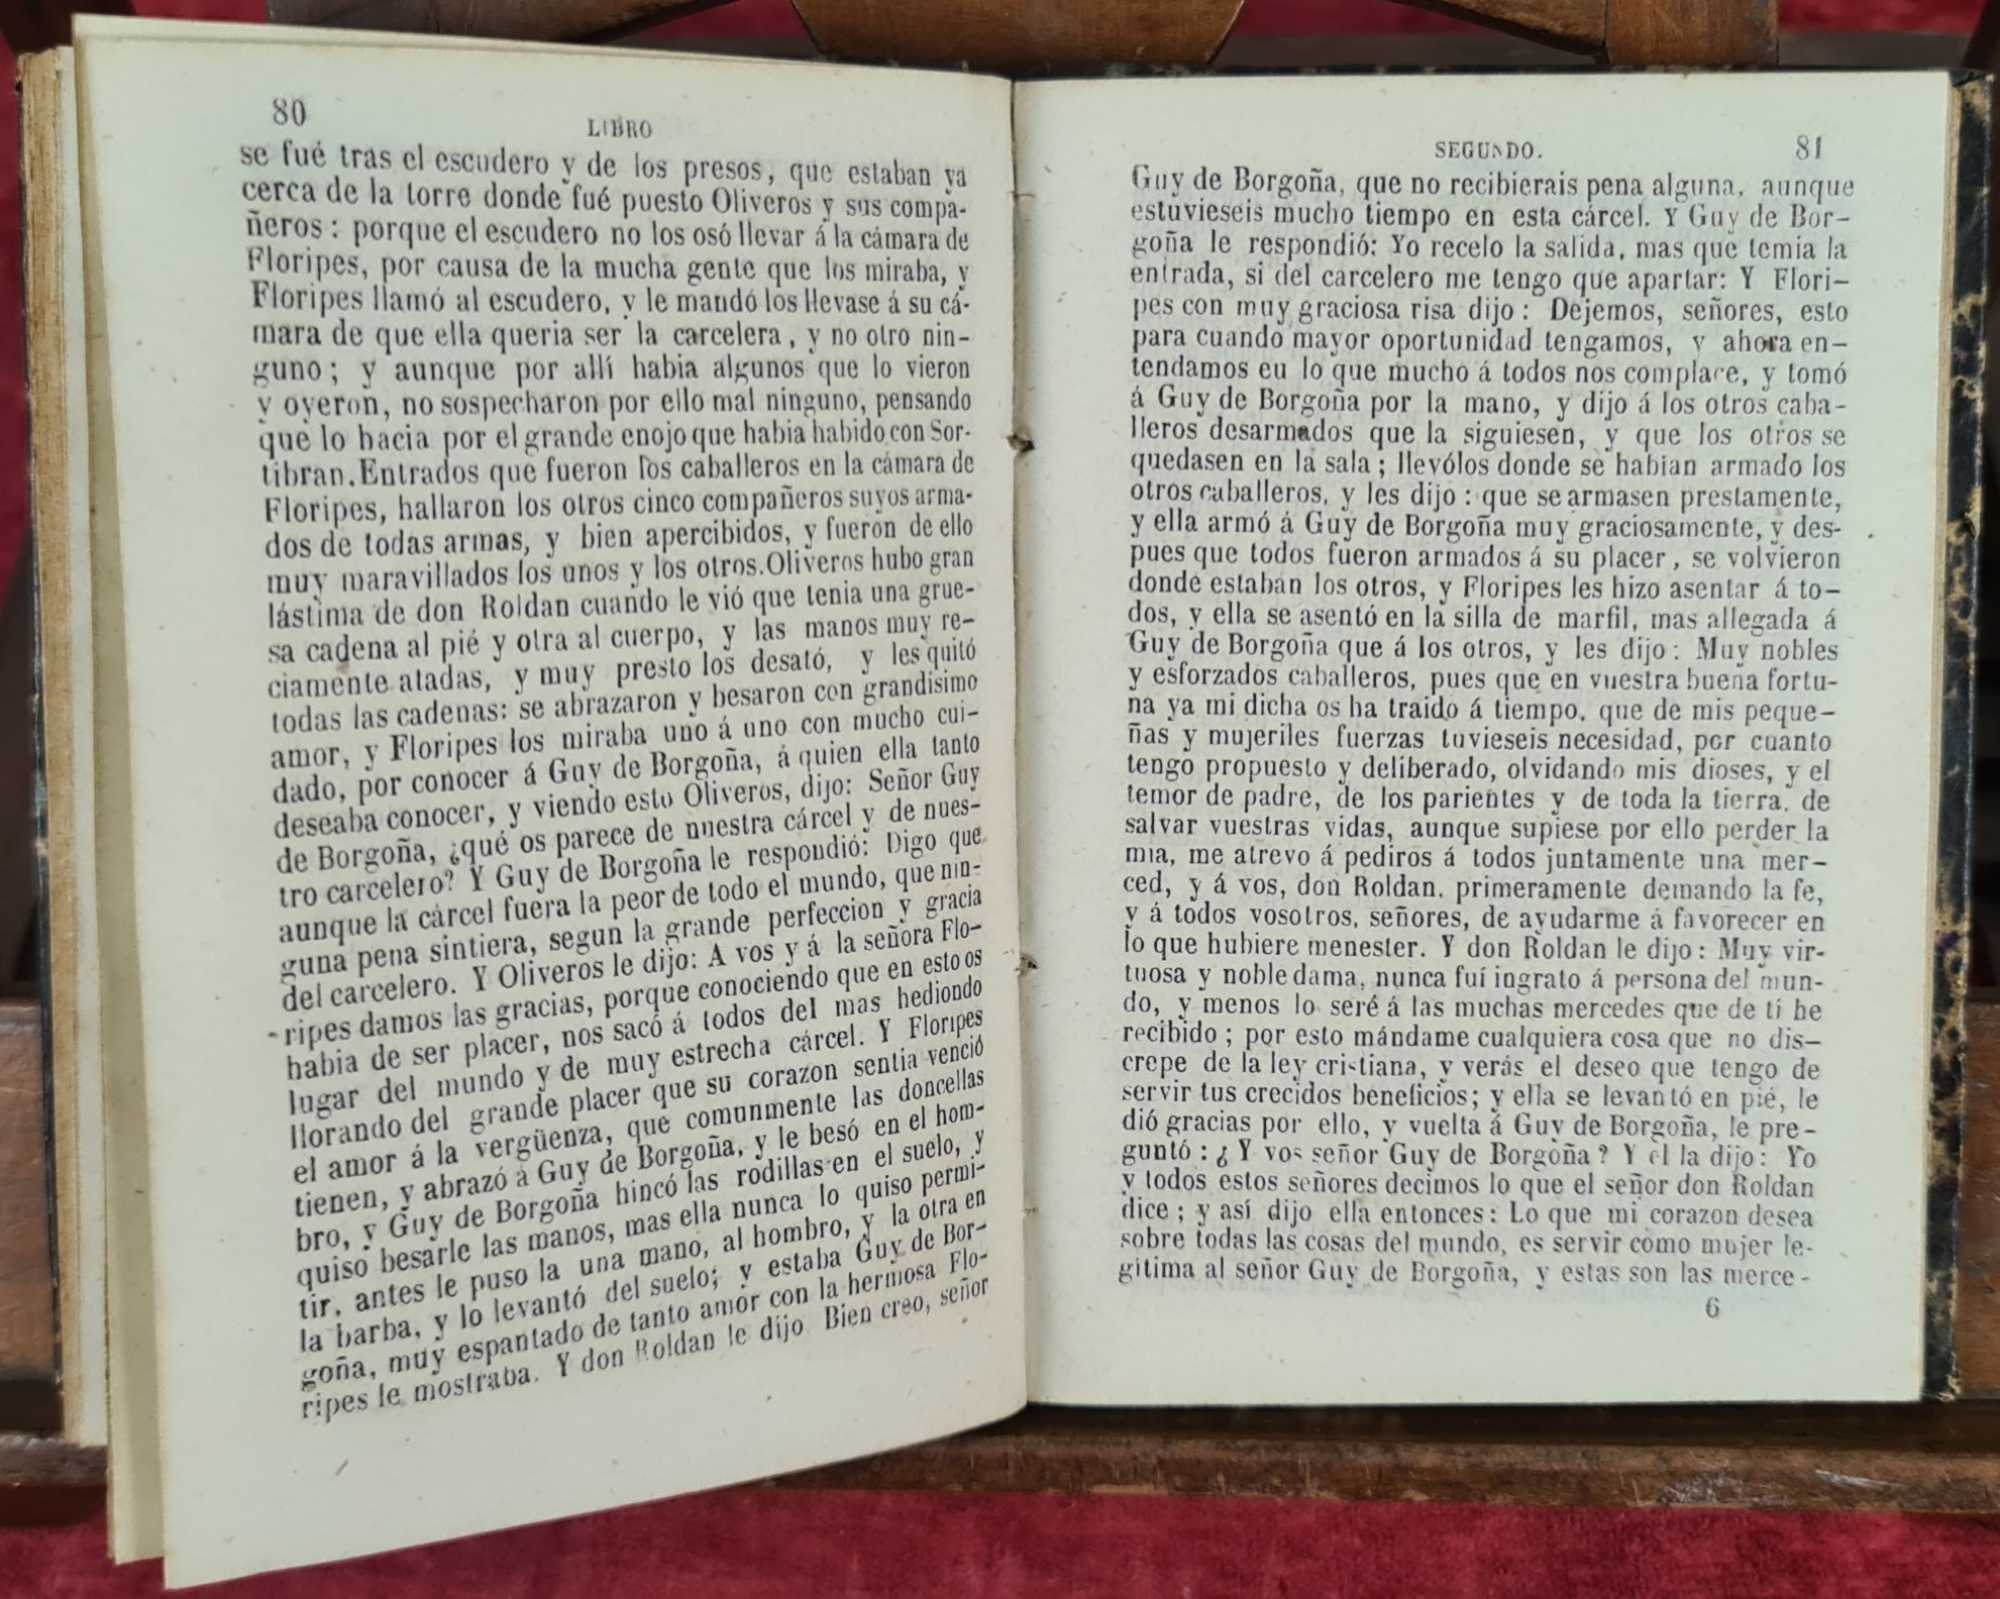 80
LIBRO
se fué tras el escudero y de los presos, que estaban ya
cerca de la torre donde fué puesto Oliveros y sus compa-
ñeros: porque el escudero no los osó llevar á la cámara de
Floripes, por causa de la mucha gente que los miraba, y
Floripes llamó al escudero, y le mandó los llevase á su cá-
mara de que ella queria ser la carcelera, y no otro nin-
guno; y aunque por allí habia algunos que lo vieron
y oyeron, no sospecharon por ello mal ninguno, pensando
que lo hacia por el grande enojo que habia habido con Sor-
tibran. Entrados que fueron los caballeros en la cámara de
Floripes, hallaron los otros cinco compañeros suyos arma-
dos de todas armas, y bien apercibidos, y fueron de ello
muy maravillados los unos y los otros. Oliveros hubo gran
lástima de don Roldan cuando le vió que tenia una grue-
sa cadena al pié y otra al cuerpo, y las manos muy re-
ciamente atadas, y muy presto los desató, y les quitó
todas las cadenas: se abrazaron y besaron con grandisimo
amor, y Floripes los miraba uno á uno con mucho cui-
dado, por conocer á Guy de Borgoña, á quien ella tanto
deseaba conocer, y viendo esto Oliveros, dijo: Señor Guy
de Borgoña, ¿qué os parece de nuestra cárcel y de nues-
tro carcelero? Y Guy de Borgoña le respondió: Digo que
aunque la cárcel fuera la peor de todo el mundo, que nin-
guna pena sintiera, segun la grande perfeccion y gracia
del carcelero. Y Oliveros le dijo: A vos y á la señora Flo-
ripes damos las gracias, porque conociendo que en esto os
habia de ser placer, nos sacó á todos del mas hediondo
lugar del mundo y de muy estrecha cárcel. Y Floripes
llorando del grande placer que su corazon sentia venció
el amor á la vergüenza, que comunmente las doncellas
tienen, y abrazó á Guy de Borgoña, y le besó en el hom-
bro, y Guy de Borgoña hincó las rodillas en el suelo, y
quiso besarle las manos, mas ella nunca lo quiso permi-
tir, antes le puso la una mano, al hombro, y la otra en
la barba, y lo levantó del suelo; y estaba Guy de Bor-
goña, muy espantado de tanto amor con la hermosa Flo-
ripes le mostraba. Y don Roldan le dijo Bien creo, señor
SEGUNDO.
81
Guy de Borgoña, que no recibierais pena alguna, aunque
estuvieseis mucho tiempo en esta cárcel. Y Guy de Bor-
goña le respondió: Yo recelo la salida, mas que temia la
entrada, si del carcelero me tengo que apartar: Y Flori-
pes con muy graciosa risa dijo: Dejemos, señores, esto
para cuando mayor oportunidad tengamos, y ahora en-
tendamos eu lo que mucho á todos nos complace, y tomó
á Guy de Borgoña por la mano, y dijo á los otros caba-
lleros desarmados que la siguiesen, y que los otros se
quedasen en la sala; llevólos donde se habian armado los
otros caballeros, y les dijo: que se armasen prestamente,
y ella armó á Guy de Borgoña muy graciosamente, y des-
pues que todos fueron armados á su placer, se volvieron
donde estaban los otros, y Floripes les hizo asentar á to-
dos, y ella se asentó en la silla de marfil, mas allegada á
Guy de Borgoña que á los otros, y les dijo: Muy nobles
y esforzados caballeros, pues que en vuestra buena fortu-
na ya mi dicha os ha traido á tiempo, que de mis peque-
ñas y mujeriles fuerzas tuvieseis necesidad, por cuanto
tengo propuesto y deliberado, olvidando mis dioses, y el
temor de padre, de los parientes y de toda la tierra, de
salvar vuestras vidas, aunque supiese por ello perder la
mia, me atrevo á pediros á todos juntamente una mer-
ced, y á vos, don Roldan, primeramente demando la fe,
y á todos vosotros, señores, de ayudarme á favorecer en
lo que hubiere menester. Y don Roldan le dijo: Muy vir-
tuosa y noble dama, nunca fuí ingrato á persona del mun-
do, y menos lo seré á las muchas mercedes que de tí he
recibido; por esto mándame cualquiera cosa que no dis-
crepe de la ley cristiana, y verás el deseo que tengo de
servir tus crecidos beneficios; y ella se levantó en pié, le
dió gracias por ello, y vuelta á Guy de Borgoña, le pre-
guntó: ¿Y vos señor Guy de Borgoña? Y el la dijo: Yo
y todos estos señores decimos lo que el señor don Roldan
dice; y así dijo ella entonces: Lo que mi corazon desea
sobre todas las cosas del mundo, es servir como mujer le-
gitima al señor Guy de Borgoña, y estas son las merce-
6